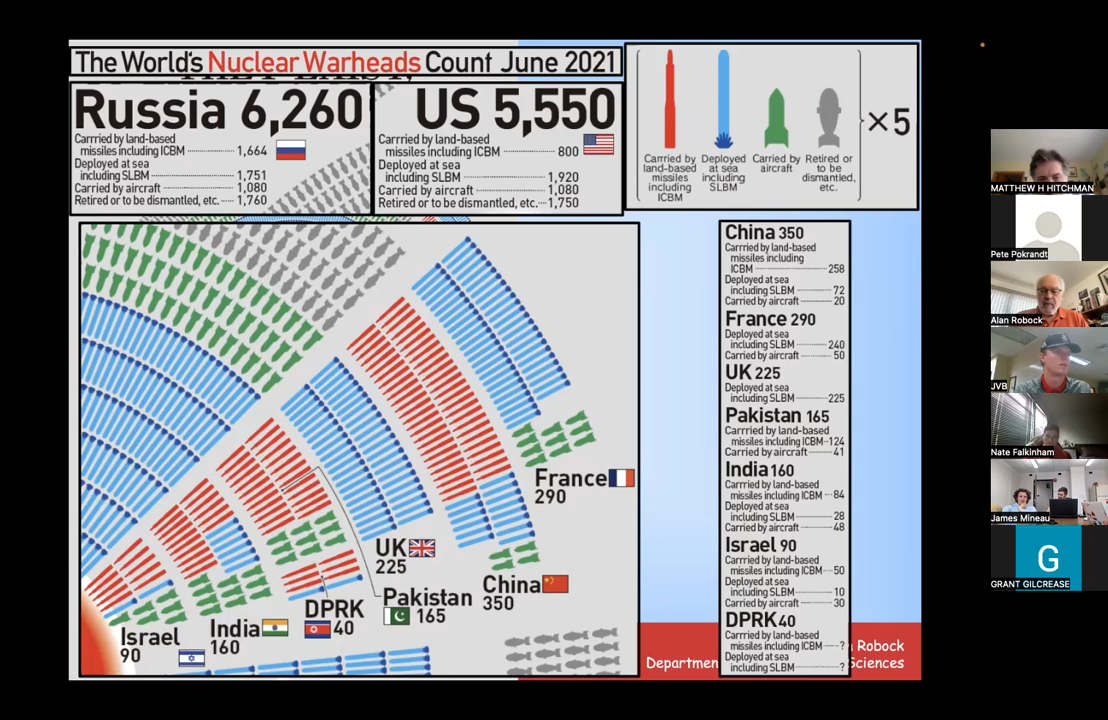 The World's Nuclear Warheads Count June 2021
Russia 6,260
Carrried by land-based
missiles including ICBM 1,664
Deployed at sea
including SLBM 1,751
Carried by aircraft 1,080
Retired or to be dismantled, etc. 1,760
US 5,550
Carrried by land-based
missiles including ICBM 800
Deployed at sea
including SLBM 1,920
Carried by aircraft 1,080
Retired or to be dismantled, etc. 1,750
Carrried by
land-based
missiles
including
ICBM
Deployed
at sea
including
SLBM
Carried by
aircraft
Retired or
to be
dismantled,
etc.
×5
China 350
Carrried by land-based
missiles including
ICBM 258
Deployed at sea
including SLBM 72
Carried by aircraft 20
France 290
Deployed at sea
including SLBM 240
Carried by aircraft 50
UK 225
Deployed at sea
including SLBM 225
Pakistan 165
Carrried by land-based
missiles including ICBM 124
Carried by aircraft 41
India 160
Carrried by land-based
missiles including ICBM 84
Deployed at sea
including SLBM 28
Carried by aircraft 48
Israel 90
Carrried by land-based
missiles including ICBM 50
Deployed at sea
including SLBM 10
Carried by aircraft 30
DPRK 40
Carrried by land-based
missiles including ICBM ?
Deployed at sea
including SLBM ?
France
290
UK
225
China
350
Pakistan
165
DPRK
40
India
160
Israel
90
Robock
Sciences
MATTHEW H HITCHMAN
Pete Pokrandt
Alan Robock
JVB
Nate Falkinham
James Mineau
G
GRANT GILCREASE